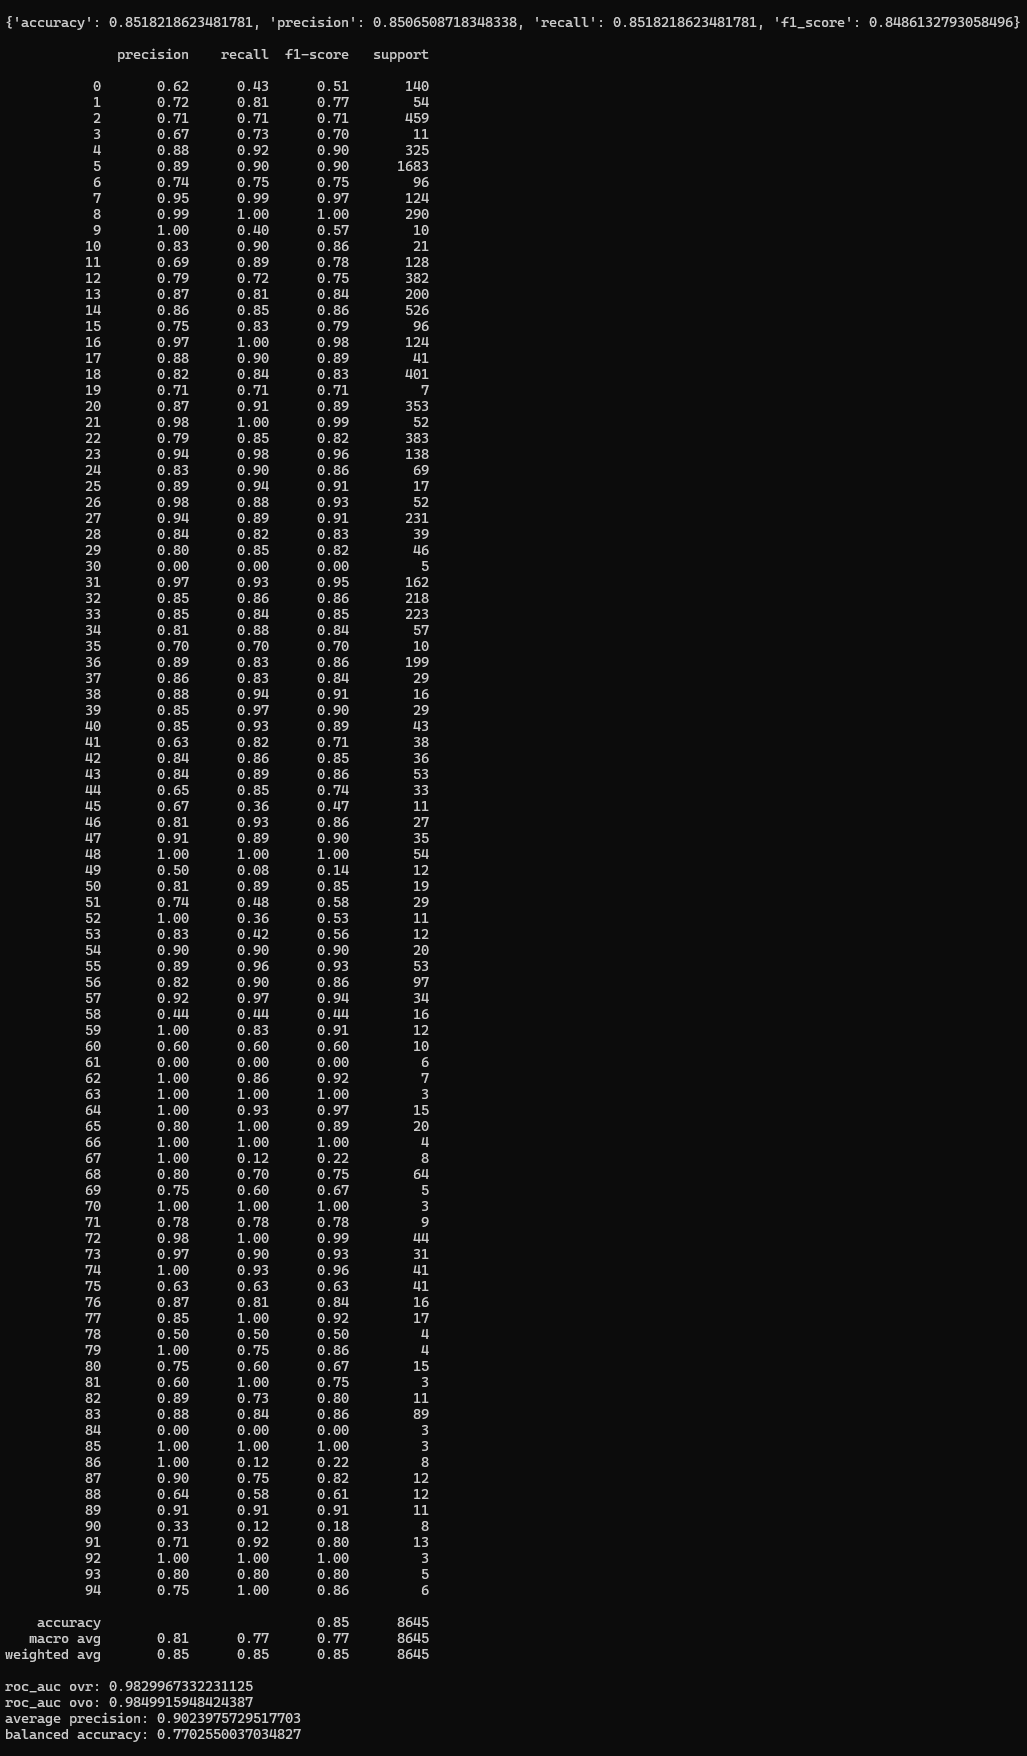 {'accuracy': 0.8518218623481781, 'precision': 0.8506508718348338, 'recall': 0.8518218623481781, 'f1_score': 0.8486132793058496}
precision recall f1-score support
0 0.62 0.43 0.51 140
1 0.72 0.81 0.77 54
2 0.71 0.71 0.71 459
3 0.67 0.73 0.70 11
4 0.88 0.92 0.90 325
5 0.89 0.90 0.90 1683
6 0.74 0.75 0.75 96
7 0.95 0.99 0.97 124
8 0.99 1.00 1.00 290
9 1.00 0.40 0.57 10
10 0.83 0.90 0.86 21
11 0.69 0.89 0.78 128
12 0.79 0.72 0.75 382
13 0.87 0.81 0.84 200
14 0.86 0.85 0.86 526
15 0.75 0.83 0.79 96
16 0.97 1.00 0.98 124
17 0.88 0.90 0.89 41
18 0.82 0.84 0.83 401
19 0.71 0.71 0.71 7
20 0.87 0.91 0.89 353
21 0.98 1.00 0.99 52
22 0.79 0.85 0.82 383
23 0.94 0.98 0.96 138
24 0.83 0.90 0.86 69
25 0.89 0.94 0.91 17
26 0.98 0.88 0.93 52
27 0.94 0.89 0.91 231
28 0.84 0.82 0.83 39
29 0.80 0.85 0.82 46
30 0.00 0.00 0.00 5
31 0.97 0.93 0.95 162
32 0.85 0.86 0.86 218
33 0.85 0.84 0.85 223
34 0.81 0.88 0.84 57
35 0.70 0.70 0.70 10
36 0.89 0.83 0.86 199
37 0.86 0.83 0.84 29
38 0.88 0.94 0.91 16
39 0.85 0.97 0.90 29
40 0.85 0.93 0.89 43
41 0.63 0.82 0.71 38
42 0.84 0.86 0.85 36
43 0.84 0.89 0.86 53
44 0.65 0.85 0.74 33
45 0.67 0.36 0.47 11
46 0.81 0.93 0.86 27
47 0.91 0.89 0.90 35
48 1.00 1.00 1.00 54
49 0.50 0.08 0.14 12
50 0.81 0.89 0.85 19
51 0.74 0.48 0.58 29
52 1.00 0.36 0.53 11
53 0.83 0.42 0.56 12
54 0.90 0.90 0.90 20
55 0.89 0.96 0.93 53
56 0.82 0.90 0.86 97
57 0.92 0.97 0.94 34
58 0.44 0.44 0.44 16
59 1.00 0.83 0.91 12
60 0.60 0.60 0.60 10
61 0.00 0.00 0.00 6
62 1.00 0.86 0.92 7
63 1.00 1.00 1.00 3
64 1.00 0.93 0.97 15
65 0.80 1.00 0.89 20
66 1.00 1.00 1.00 4
67 1.00 0.12 0.22 8
68 0.80 0.70 0.75 64
69 0.75 0.60 0.67 5
70 1.00 1.00 1.00 3
71 0.78 0.78 0.78 9
72 0.98 1.00 0.99 44
73 0.97 0.90 0.93 31
74 1.00 0.93 0.96 41
75 0.63 0.63 0.63 41
76 0.87 0.81 0.84 16
77 0.85 1.00 0.92 17
78 0.50 0.50 0.50 4
79 1.00 0.75 0.86 4
80 0.75 0.60 0.67 15
81 0.60 1.00 0.75 3
82 0.89 0.73 0.80 11
83 0.88 0.84 0.86 89
84 0.00 0.00 0.00 3
85 1.00 1.00 1.00 3
86 1.00 0.12 0.22 8
87 0.90 0.75 0.82 12
88 0.64 0.58 0.61 12
89 0.91 0.91 0.91 11
90 0.33 0.12 0.18 8
91 0.71 0.92 0.80 13
92 1.00 1.00 1.00 3
93 0.80 0.80 0.80 5
94 0.75 1.00 0.86 6
accuracy 0.85 8645
macro avg 0.81 0.77 0.77 8645
weighted avg 0.85 0.85 0.85 8645
roc_auc ovr: 0.9829967332231125
roc_auc ovo: 0.9849915948424387
average precision: 0.9023975729517703
balanced accuracy: 0.7702550037034827